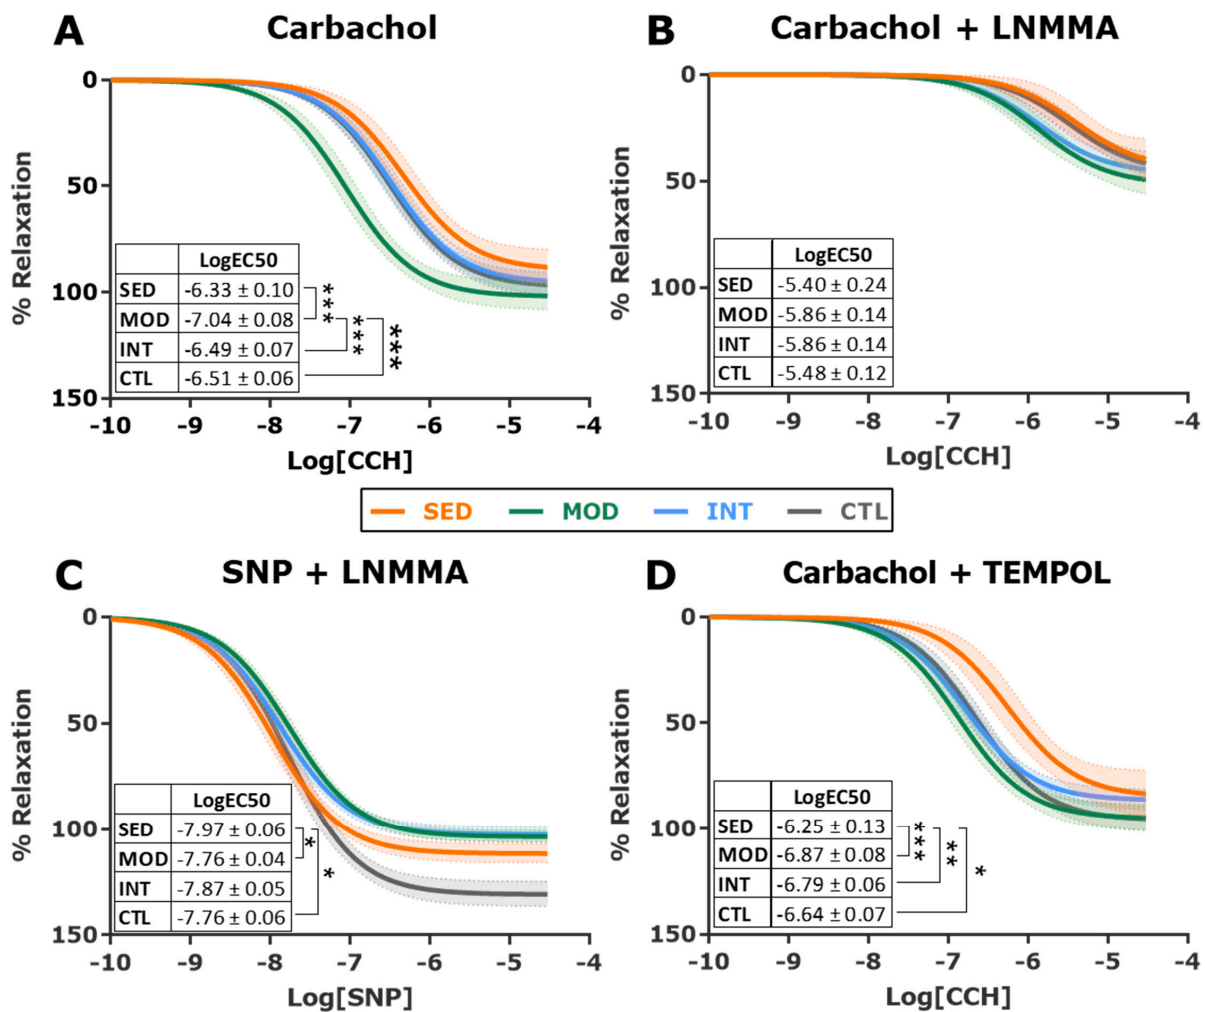 A Carbachol
0
50
100
150
% Relaxation
LogEC50
SED -6.33 ± 0.10
MOD -7.04 ± 0.08
INT -6.49 ± 0.07
CTL -6.51 ± 0.06
***
***
***
-10 -9 -8 -7 -6 -5 -4
Log[CCH]
B Carbachol + LNMMA
0
50
100
150
% Relaxation
LogEC50
SED -5.40 ± 0.24
MOD -5.86 ± 0.14
INT -5.86 ± 0.14
CTL -5.48 ± 0.12
-10 -9 -8 -7 -6 -5 -4
Log[CCH]
SED MOD INT CTL
C SNP + LNMMA
0
50
100
150
% Relaxation
LogEC50
SED -7.97 ± 0.06
MOD -7.76 ± 0.04
INT -7.87 ± 0.05
CTL -7.76 ± 0.06
*
*
-10 -9 -8 -7 -6 -5 -4
Log[SNP]
D Carbachol + TEMPOL
0
50
100
150
% Relaxation
LogEC50
SED -6.25 ± 0.13
MOD -6.87 ± 0.08
INT -6.79 ± 0.06
CTL -6.64 ± 0.07
***
**
*
-10 -9 -8 -7 -6 -5 -4
Log[CCH]